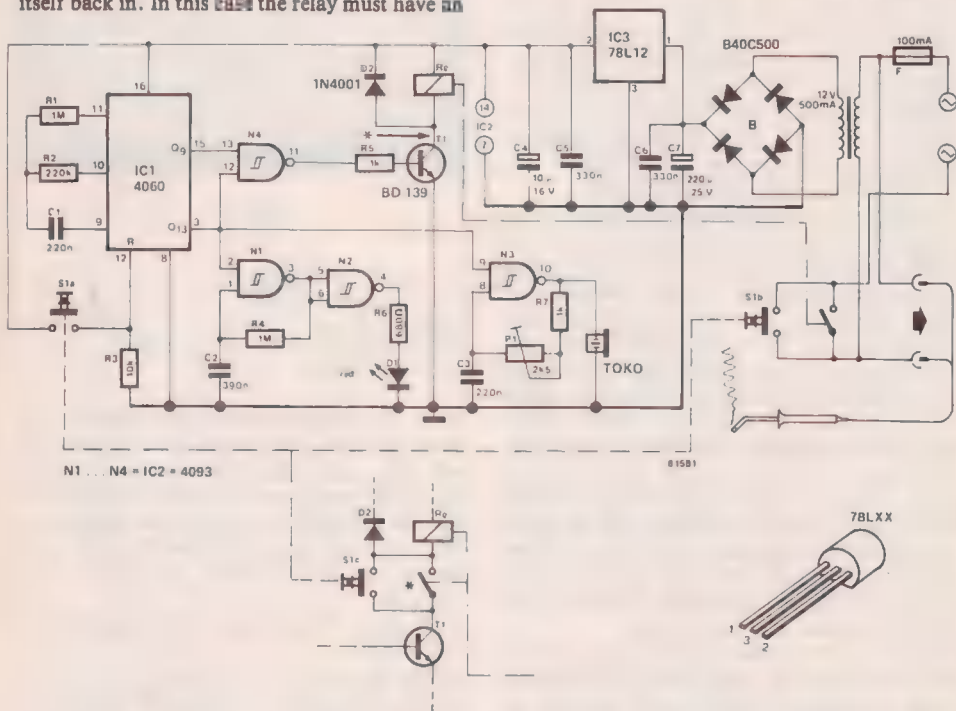 itself back in. In this case the relay must have an
IC3
78L12
2
1
3
B40C500
100mA
F
D2
1N4001
Re
*
T1
BD 139
14
IC2
7
C4
16 V
C5
330n
C6
330n
C7
25 V
B
12V
500mA
16
R1
1M
11
R2
220k
10
C1
220n
9
IC1
4060
Q9
15
Q13
3
R
12
8
13
12
N4
11
R5
1k
2
1
N1
3
5
6
N2
4
R4
1M
C2
390n
R6
680Ω
red
D1
9
8
N3
10
R7
1k
P1
2k5
C3
220n
TOKO
S1a
R3
10k
S1b
81581
N1 ... N4 = IC2 = 4093
D2
Re
S1c
*
T1
78LXX
1
3
2